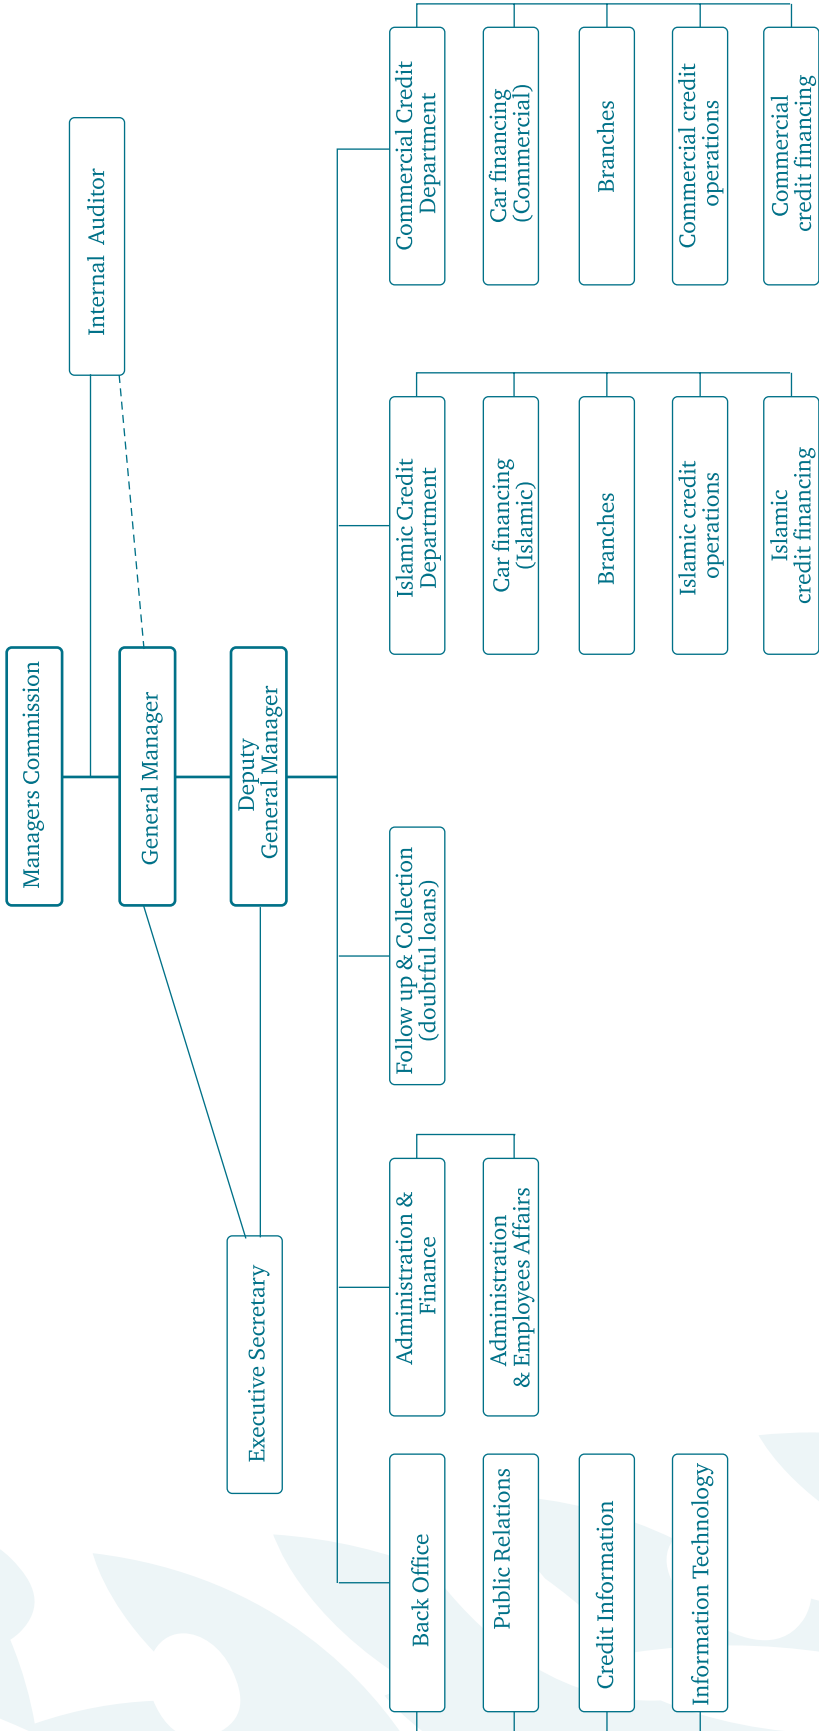 Managers Commission
Internal Auditor
General Manager
Executive Secretary
Deputy
General Manager
Back Office
Administration &
Finance
Follow up & Collection
(doubtful loans)
Islamic Credit
Department
Commercial Credit
Department
Public Relations
Administration
& Employees Affairs
Car financing
(Islamic)
Car financing
(Commercial)
Credit Information
Branches
Branches
Information Technology
Islamic credit
operations
Commercial credit
operations
Islamic
credit financing
Commercial
credit financing